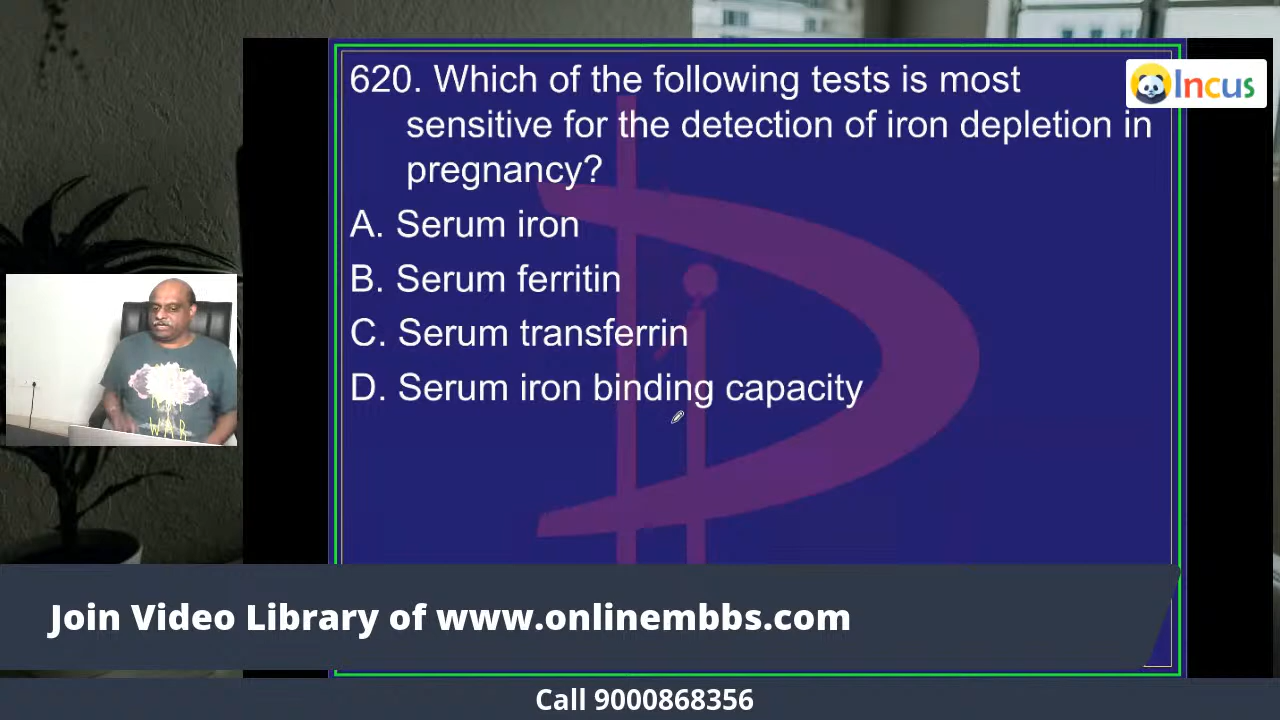 620. Which of the following tests is most
sensitive for the detection of iron depletion in
pregnancy?
A. Serum iron
B. Serum ferritin
C. Serum transferrin
D. Serum iron binding capacity
Incus
WAR
Join Video Library of www.onlinembbs.com
Call 9000868356